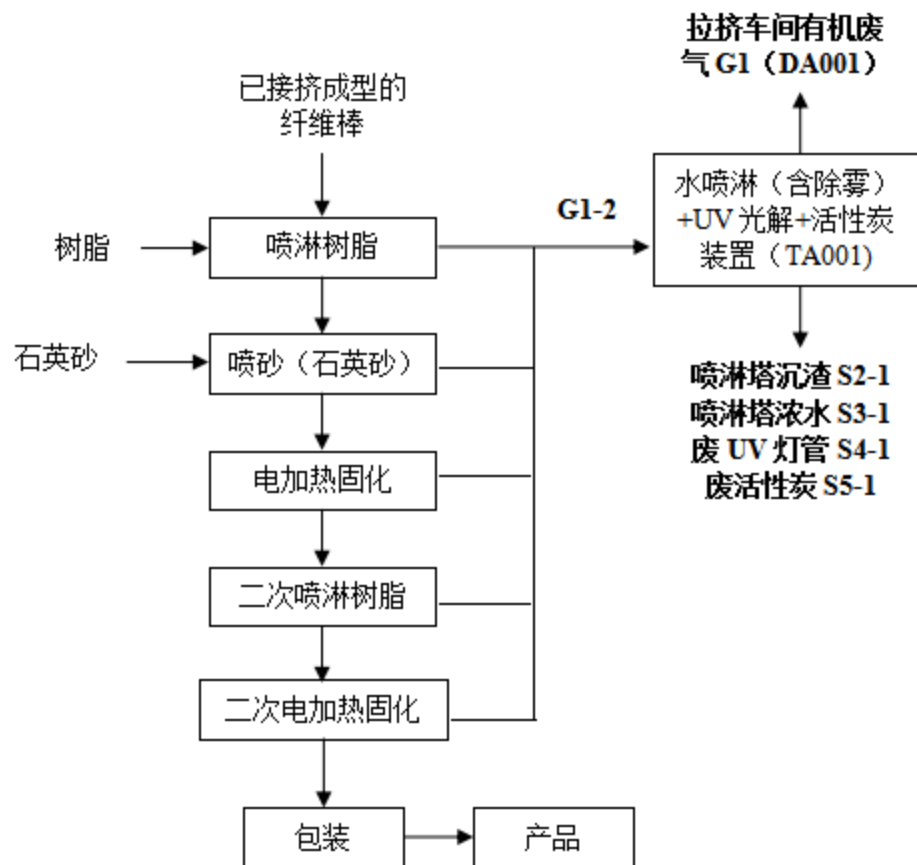 拉挤车间有机废
气 G1（DA001）
已接挤成型的
纤维棒
水喷淋（含除雾）
+UV 光解+活性炭
装置（TA001)
G1-2
树脂
喷淋树脂
石英砂
喷砂（石英砂）
喷淋塔沉渣 S2-1
喷淋塔浓水 S3-1
废 UV 灯管 S4-1
废活性炭 S5-1
电加热固化
二次喷淋树脂
二次电加热固化
包装
产品